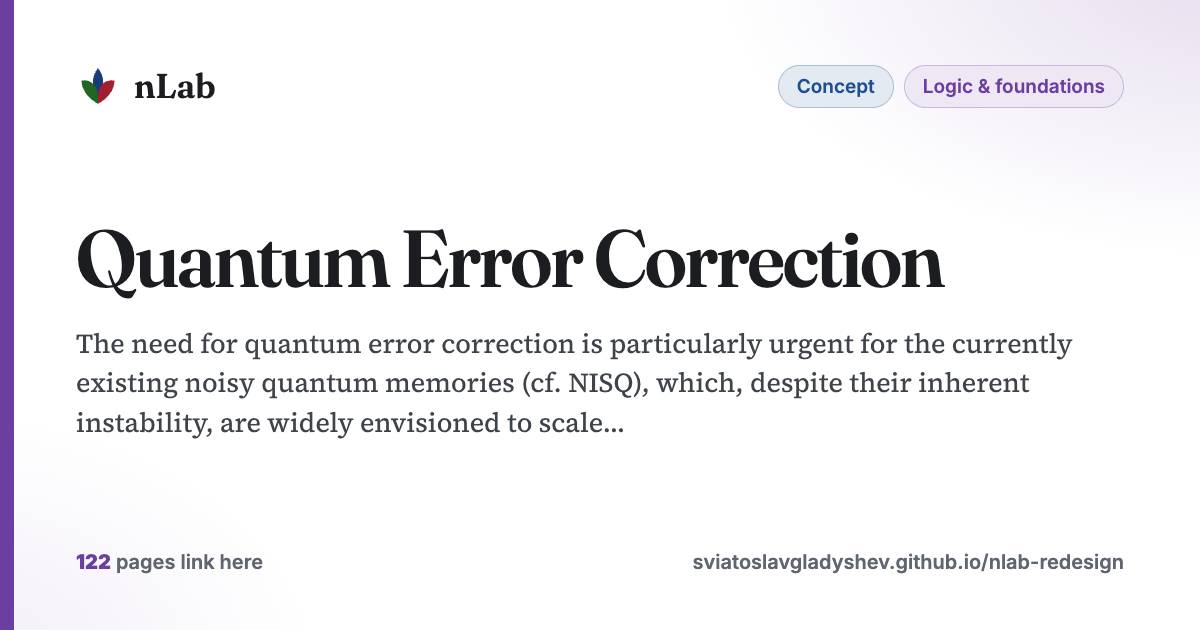 nLab
Concept
Logic & foundations
Quantum Error Correction
The need for quantum error correction is particularly urgent for the currently
existing noisy quantum memories (cf. NISQ), which, despite their inherent
instability, are widely envisioned to scale...
122 pages link here
sviatoslavgladyshev.github.io/nlab-redesign